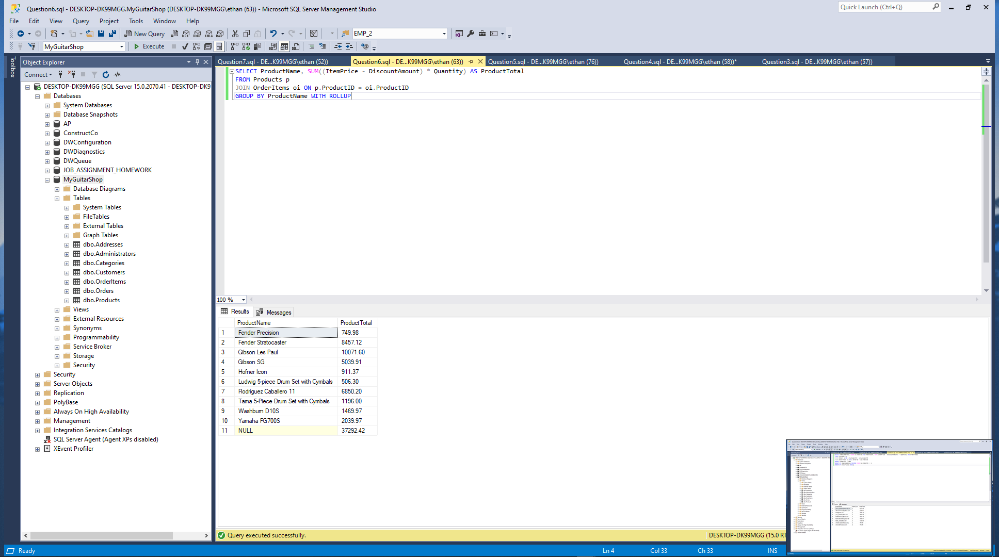 Question6.sql - DESKTOP-DK99MGG.MyGuitarShop (DESKTOP-DK99MGG\ethan (63)) - Microsoft SQL Server Management Studio
Quick Launch (Ctrl+Q)
File Edit View Query Project Tools Window Help
New Query
MDX DMX XMLA DAX
EMP_2
MyGuitarShop
Execute
Toolbox
Object Explorer
Connect
DESKTOP-DK99MGG (SQL Server 15.0.2070.41 - DESKTOP-DK9
Databases
System Databases
Database Snapshots
AP
ConstructCo
DWConfiguration
DWDiagnostics
DWQueue
JOB_ASSIGNMENT_HOMEWORK
MyGuitarShop
Database Diagrams
Tables
System Tables
FileTables
External Tables
Graph Tables
dbo.Addresses
dbo.Administrators
dbo.Categories
dbo.Customers
dbo.OrderItems
dbo.Orders
dbo.Products
Views
External Resources
Synonyms
Programmability
Service Broker
Storage
Security
Security
Server Objects
Replication
PolyBase
Always On High Availability
Management
Integration Services Catalogs
SQL Server Agent (Agent XPs disabled)
XEvent Profiler
Question7.sql - DE...K99MGG\ethan (52)) Question6.sql - DE...K99MGG\ethan (63)) Question5.sql - DE...K99MGG\ethan (76)) Question4.sql - DE...K99MGG\ethan (58))* Question3.sql - DE...K99MGG\ethan (57))
SELECT ProductName, SUM((ItemPrice - DiscountAmount) * Quantity) AS ProductTotal
FROM Products p
JOIN OrderItems oi ON p.ProductID = oi.ProductID
GROUP BY ProductName WITH ROLLUP
100 %
Results Messages
ProductName ProductTotal
1 Fender Precision 749.98
2 Fender Stratocaster 8457.12
3 Gibson Les Paul 10071.60
4 Gibson SG 5039.91
5 Hofner Icon 911.37
6 Ludwig 5-piece Drum Set with Cymbals 506.30
7 Rodriguez Caballero 11 6850.20
8 Tama 5-Piece Drum Set with Cymbals 1196.00
9 Washburn D10S 1469.97
10 Yamaha FG700S 2039.97
11 NULL 37292.42
Query executed successfully.
DESKTOP-DK99MGG (15.0 RT
Ready
Ln 4 Col 33 Ch 33 INS